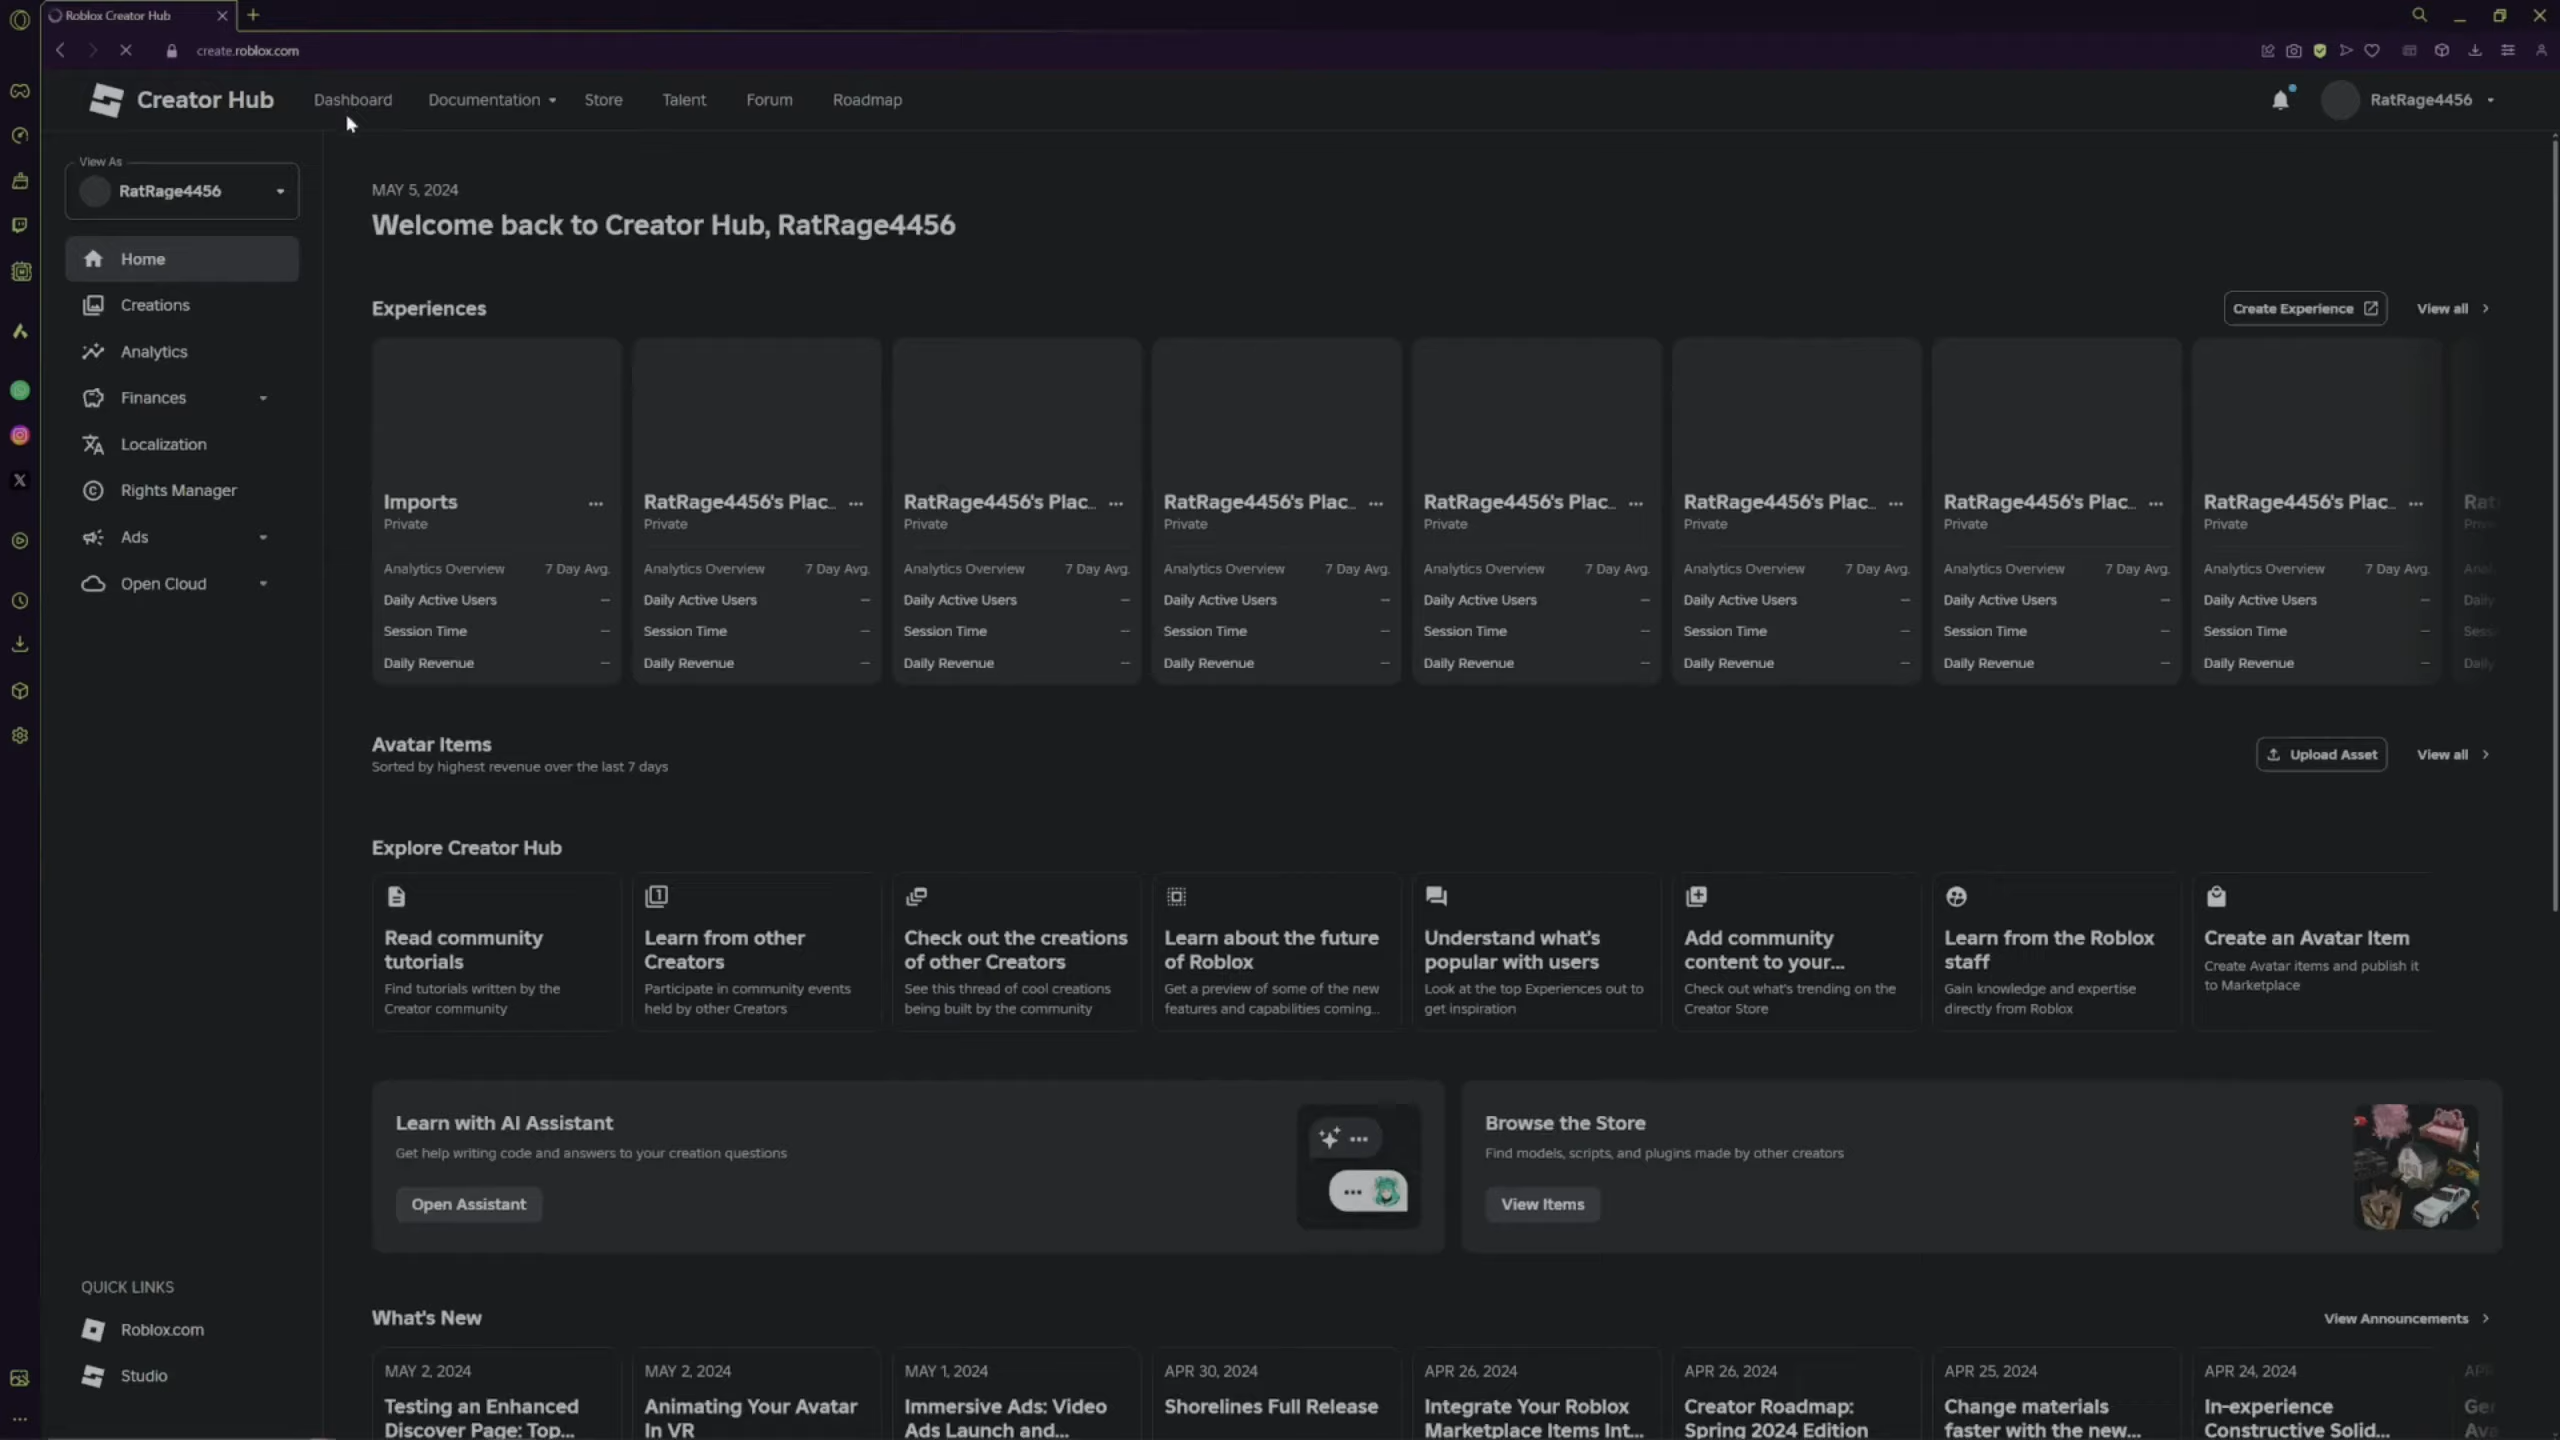 Roblox Creator Hub
create.roblox.com
Creator Hub
Dashboard
Documentation
Store
Talent
Forum
Roadmap
RatRage4456
View As
RatRage4456
Home
Creations
Analytics
Finances
Localization
Rights Manager
Ads
Open Cloud
QUICK LINKS
Roblox.com
Studio
MAY 5, 2024
Welcome back to Creator Hub, RatRage4456
Experiences
Create Experience
View all
Imports
Private
Analytics Overview 7 Day Avg.
Daily Active Users —
Session Time —
Daily Revenue —
RatRage4456's Plac...
Private
Analytics Overview 7 Day Avg.
Daily Active Users —
Session Time —
Daily Revenue —
RatRage4456's Plac...
Private
Analytics Overview 7 Day Avg.
Daily Active Users —
Session Time —
Daily Revenue —
RatRage4456's Plac...
Private
Analytics Overview 7 Day Avg.
Daily Active Users —
Session Time —
Daily Revenue —
RatRage4456's Plac...
Private
Analytics Overview 7 Day Avg.
Daily Active Users —
Session Time —
Daily Revenue —
RatRage4456's Plac...
Private
Analytics Overview 7 Day Avg.
Daily Active Users —
Session Time —
Daily Revenue —
RatRage4456's Plac...
Private
Analytics Overview 7 Day Avg.
Daily Active Users —
Session Time —
Daily Revenue —
RatRage4456's Plac...
Private
Analytics Overview 7 Day Avg.
Daily Active Users —
Session Time —
Daily Revenue —
Avatar Items
Sorted by highest revenue over the last 7 days
Upload Asset
View all
Explore Creator Hub
Read community
tutorials
Find tutorials written by the
Creator community
Learn from other
Creators
Participate in community events
held by other Creators
Check out the creations
of other Creators
See this thread of cool creations
being built by the community
Learn about the future
of Roblox
Get a preview of some of the new
features and capabilities coming...
Understand what's
popular with users
Look at the top Experiences out to
get inspiration
Add community
content to your...
Check out what's trending on the
Creator Store
Learn from the Roblox
staff
Gain knowledge and expertise
directly from Roblox
Create an Avatar Item
Create Avatar items and publish it
to Marketplace
Learn with AI Assistant
Get help writing code and answers to your creation questions
Open Assistant
Browse the Store
Find models, scripts, and plugins made by other creators
View Items
What's New
View Announcements
MAY 2, 2024
Testing an Enhanced
Discover Page: Top...
MAY 2, 2024
Animating Your Avatar
In VR
MAY 1, 2024
Immersive Ads: Video
Ads Launch and...
APR 30, 2024
Shorelines Full Release
APR 26, 2024
Integrate Your Roblox
Marketplace Items Int...
APR 26, 2024
Creator Roadmap:
Spring 2024 Edition
APR 25, 2024
Change materials
faster with the new...
APR 24, 2024
In-experience
Constructive Solid...